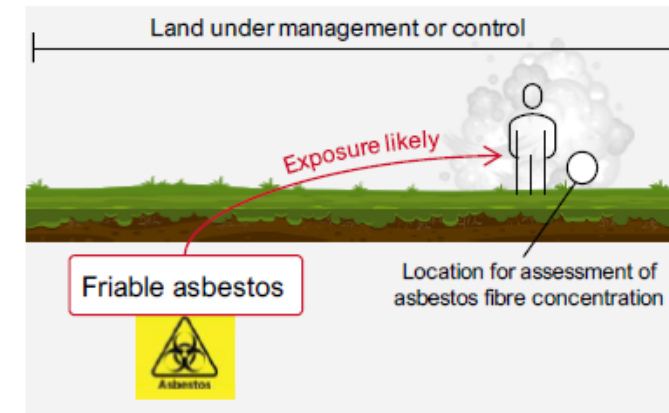 Land under management or control
Exposure likely
Friable asbestos
Asbestos
Location for assessment of
asbestos fibre concentration